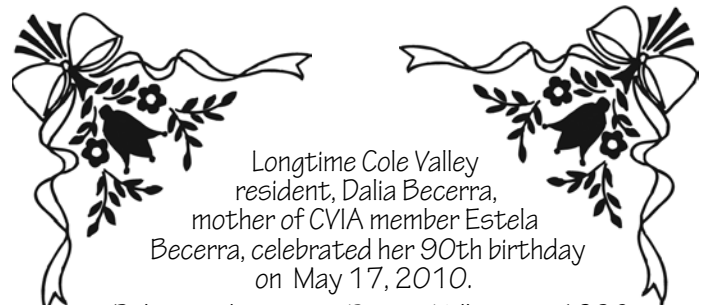 Longtime Cole Valley
resident, Dalia Becerra,
mother of CVIA member Estela
Becerra, celebrated her 90th birthday
on May 17, 2010.